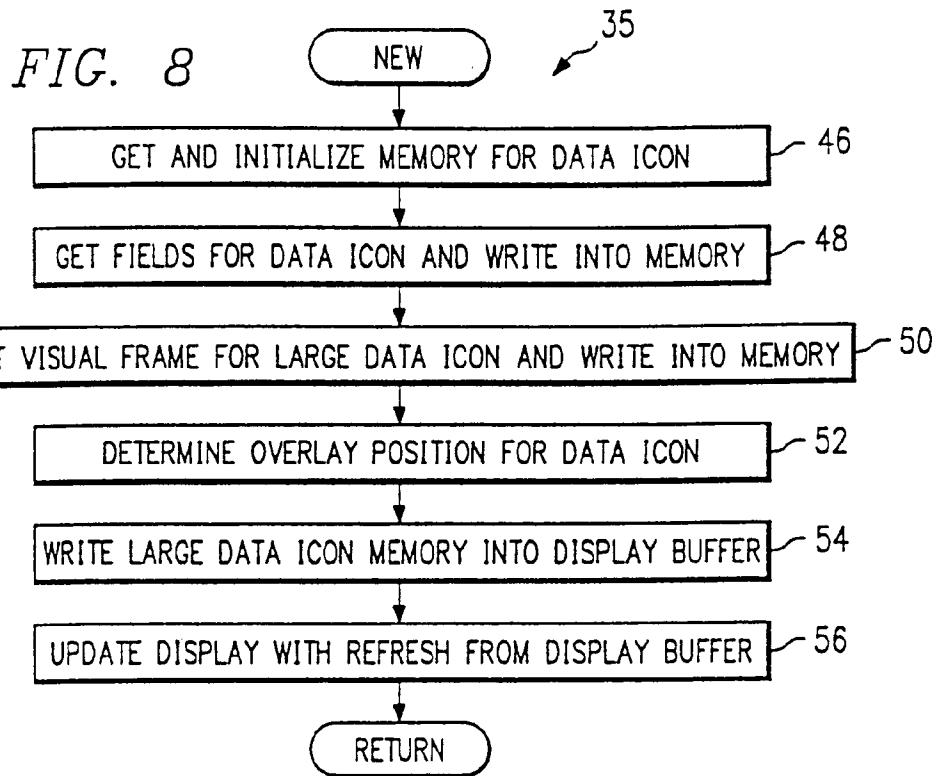 FIG. 8
NEW
35
GET AND INITIALIZE MEMORY FOR DATA ICON
46
GET FIELDS FOR DATA ICON AND WRITE INTO MEMORY
48
VISUAL FRAME FOR LARGE DATA ICON AND WRITE INTO MEMORY
50
DETERMINE OVERLAY POSITION FOR DATA ICON
52
WRITE LARGE DATA ICON MEMORY INTO DISPLAY BUFFER
54
UPDATE DISPLAY WITH REFRESH FROM DISPLAY BUFFER
56
RETURN